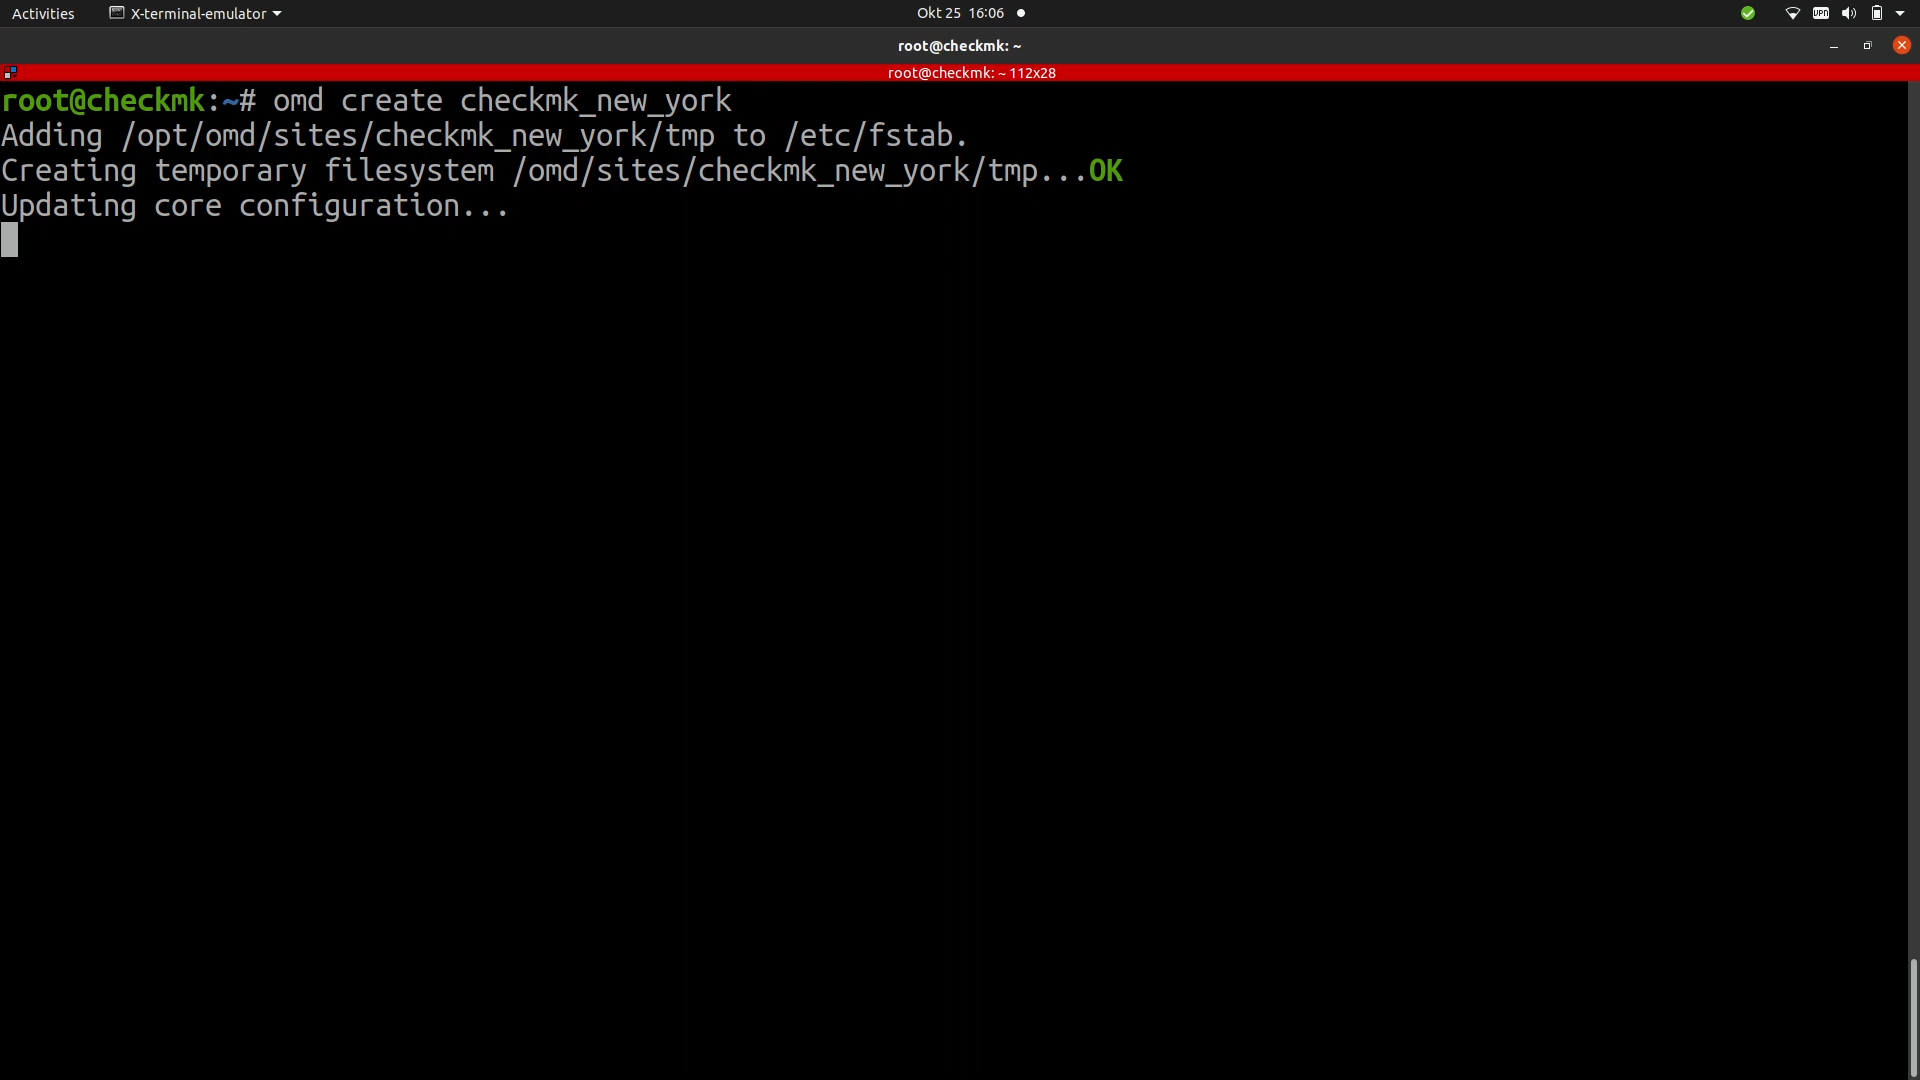 Activities X-terminal-emulator Okt 25 16:06 VPN
root@checkmk: ~
root@checkmk: ~ 112x28
root@checkmk:~# omd create checkmk_new_york
Adding /opt/omd/sites/checkmk_new_york/tmp to /etc/fstab.
Creating temporary filesystem /omd/sites/checkmk_new_york/tmp...OK
Updating core configuration...